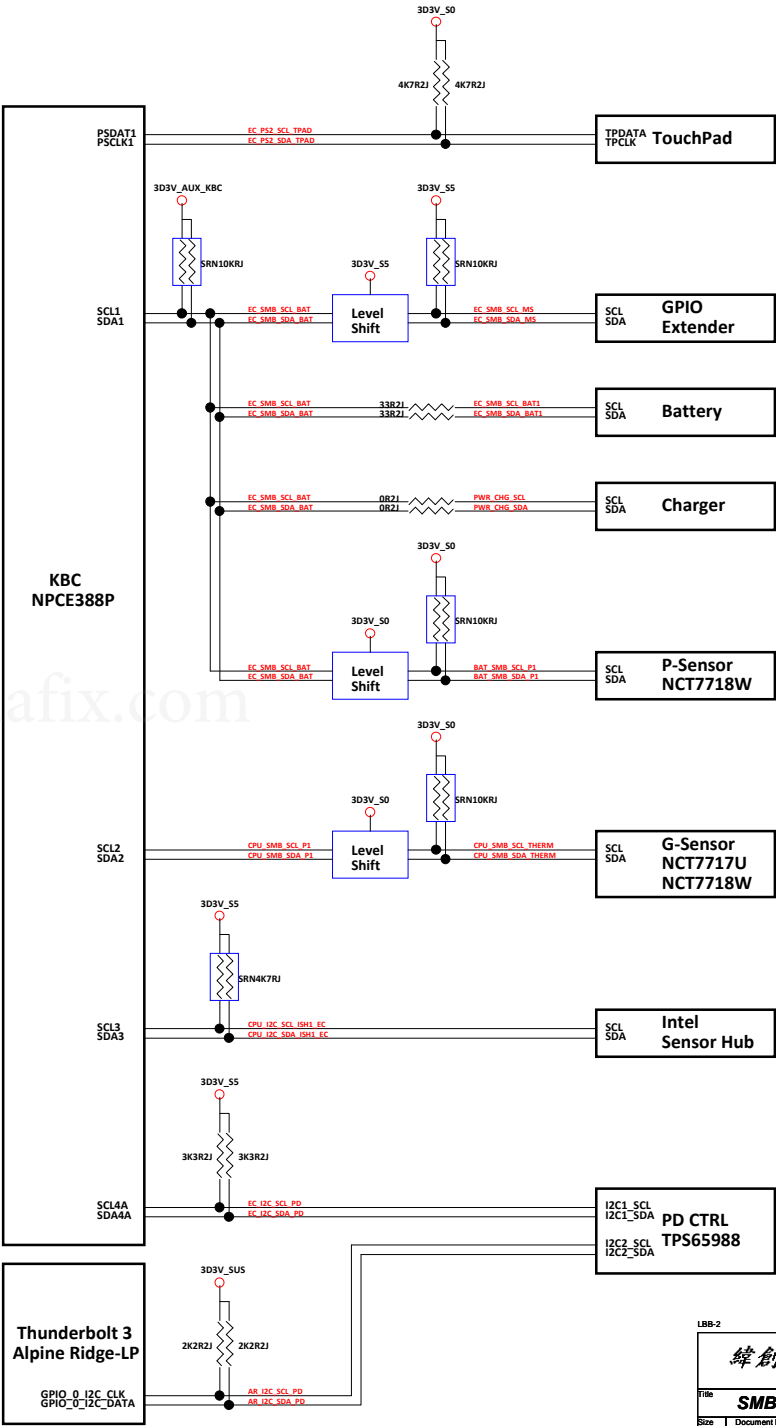 3D3V_S0
4K7R2J 4K7R2J
PSDAT1 EC_PS2_SCL_TPAD TPDATA
PSCLK1 EC_PS2_SDA_TPAD TPCLK
TouchPad
3D3V_AUX_KBC 3D3V_S5
SRN10KRJ 3D3V_S5 SRN10KRJ
SCL1 EC_SMB_SCL_BAT EC_SMB_SCL_MS SCL
SDA1 EC_SMB_SDA_BAT EC_SMB_SDA_MS SDA
Level
Shift
GPIO
Extender
EC_SMB_SCL_BAT 33R2J EC_SMB_SCL_BAT1 SCL
EC_SMB_SDA_BAT 33R2J EC_SMB_SDA_BAT1 SDA
Battery
EC_SMB_SCL_BAT 0R2J PWR_CHG_SCL SCL
EC_SMB_SDA_BAT 0R2J PWR_CHG_SDA SDA
Charger
3D3V_S0
KBC
NPCE388P
3D3V_S0 SRN10KRJ
EC_SMB_SCL_BAT BAT_SMB_SCL_P1 SCL
EC_SMB_SDA_BAT BAT_SMB_SDA_P1 SDA
Level
Shift
P-Sensor
NCT7718W
afix.com
3D3V_S0
3D3V_S0 SRN10KRJ
SCL2 CPU_SMB_SCL_P1 CPU_SMB_SCL_THERM SCL
SDA2 CPU_SMB_SDA_P1 CPU_SMB_SDA_THERM SDA
Level
Shift
G-Sensor
NCT7717U
NCT7718W
3D3V_S5
SRN4K7RJ
SCL3 CPU_I2C_SCL_ISH1_EC SCL
SDA3 CPU_I2C_SDA_ISH1_EC SDA
Intel
Sensor Hub
3D3V_S5
3K3R2J 3K3R2J
SCL4A EC_I2C_SCL_PD I2C1_SCL
SDA4A EC_I2C_SDA_PD I2C1_SDA
I2C2_SCL
I2C2_SDA
PD CTRL
TPS65988
3D3V_SUS
2K2R2J 2K2R2J
Thunderbolt 3
Alpine Ridge-LP
GPIO_0_I2C_CLK AR_I2C_SCL_PD
GPIO_0_I2C_DATA AR_I2C_SDA_PD
LBB-2
緯創
Title
SMB
Size Document